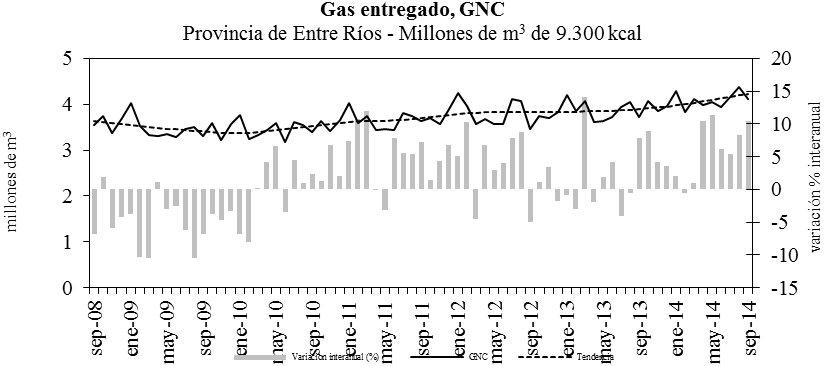 Gas entregado, GNC
Provincia de Entre Ríos - Millones de m³ de 9.300 kcal
millones de m³
5
4
3
2
1
0
20
15
10
5
0
-5
-10
-15
variación % interanual
sep-08
ene-09
may-09
sep-09
ene-10
may-10
sep-10
ene-11
may-11
sep-11
ene-12
may-12
sep-12
ene-13
may-13
sep-13
ene-14
may-14
sep-14
Variación interanual (%) GNC Tendencia